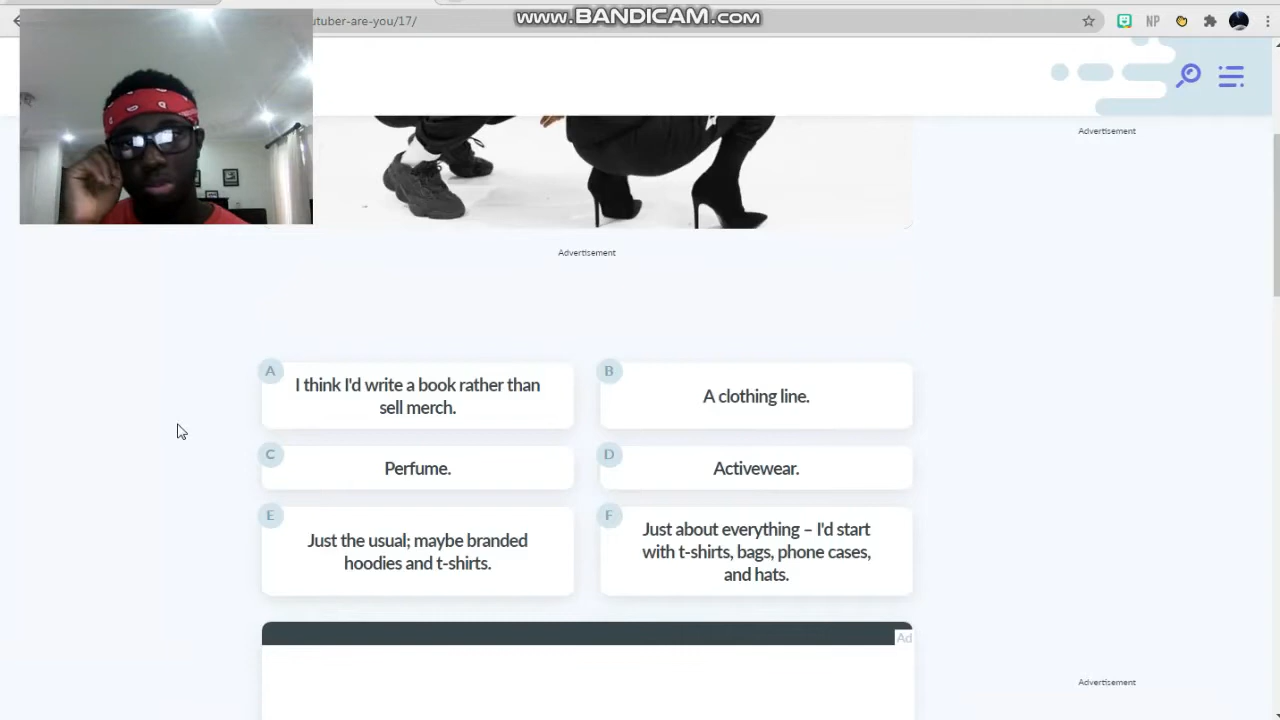 www.BANDICAM.com
utuber-are-you/17/
NP
Advertisement
Advertisement
A
I think I'd write a book rather than
sell merch.
B
A clothing line.
C
Perfume.
D
Activewear.
E
Just the usual; maybe branded
hoodies and t-shirts.
F
Just about everything – I'd start
with t-shirts, bags, phone cases,
and hats.
Ad
Advertisement